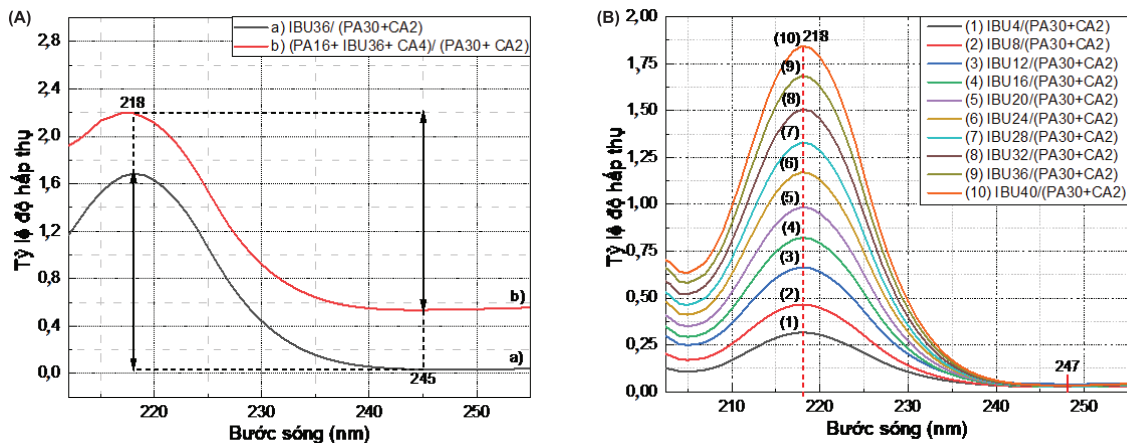 (A)
a) IBU36/ (PA30+CA2)
b) (PA16+ IBU36+ CA4)/ (PA30+ CA2)
2,8
2,4
2,0
1,6
1,2
0,8
0,4
0,0
218
245
b)
a)
220
230
240
250
Tỷ lệ độ hấp thụ
Bước sóng (nm)
(B)
(1) IBU4/(PA30+CA2)
(2) IBU8/(PA30+CA2)
(3) IBU12/(PA30+CA2)
(4) IBU16/(PA30+CA2)
(5) IBU20/(PA30+CA2)
(6) IBU24/(PA30+CA2)
(7) IBU28/(PA30+CA2)
(8) IBU32/(PA30+CA2)
(9) IBU36/(PA30+CA2)
(10) IBU40/(PA30+CA2)
2,00
1,75
1,50
1,25
1,00
0,75
0,50
0,25
0,00
(10) 218
(9)
(8)
(7)
(6)
(5)
(4)
(3)
(2)
(1)
247
210
220
230
240
250
Tỷ lệ độ hấp thụ
Bước sóng (nm)